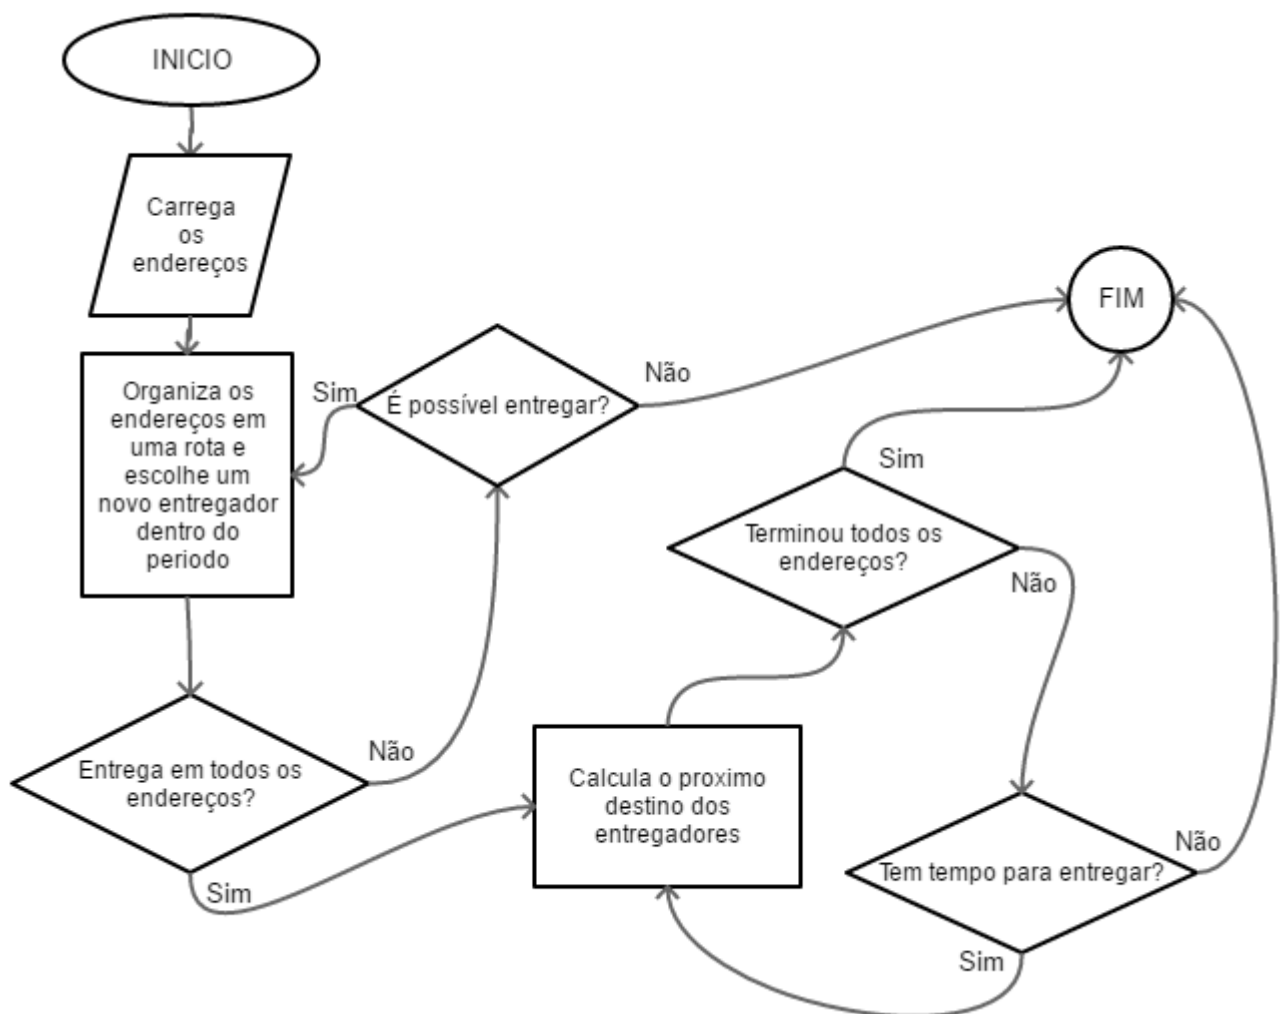 INICIO
Carrega
os
endereços
Organiza os
endereços em
uma rota e
escolhe um
novo entregador
dentro do
periodo
Sim
É possível entregar?
Não
FIM
Entrega em todos os
endereços?
Não
Sim
Calcula o proximo
destino dos
entregadores
Terminou todos os
endereços?
Sim
Não
Tem tempo para entregar?
Não
Sim